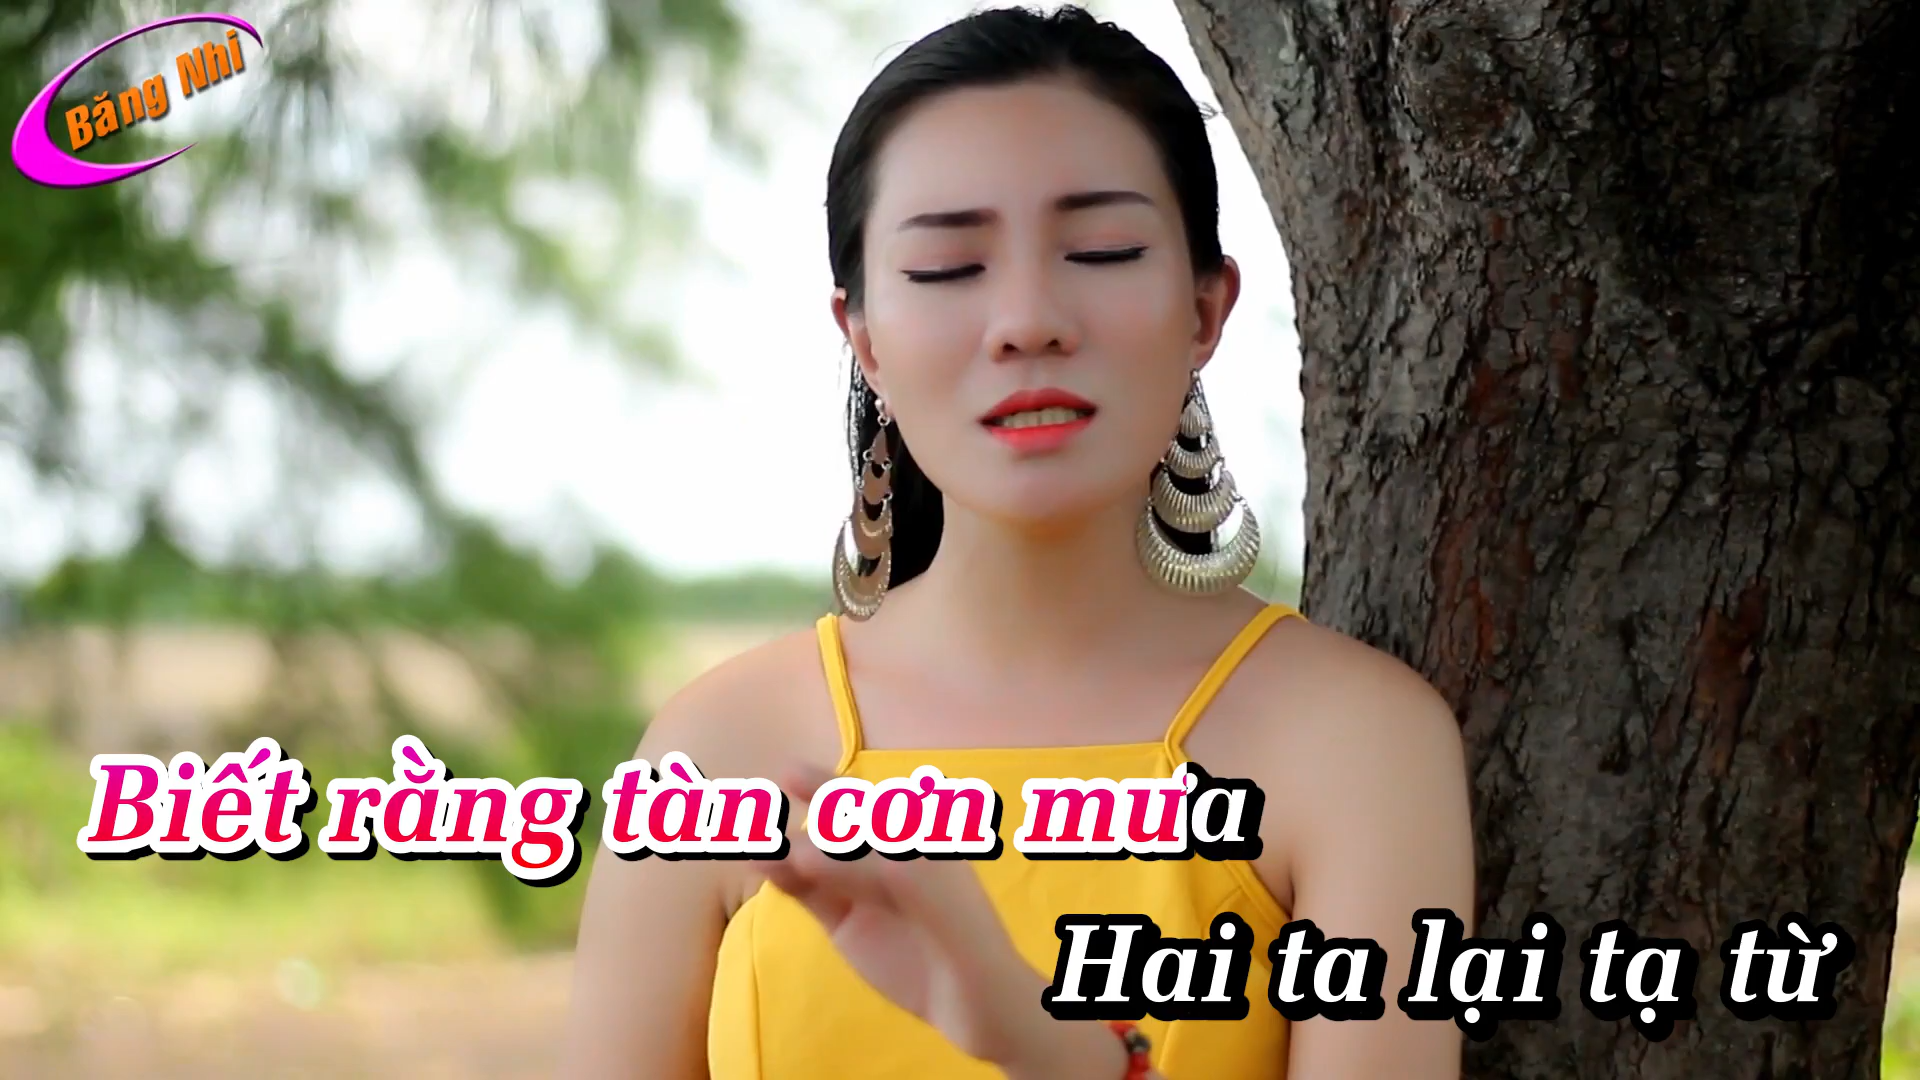 Băng Nhi
Biết rằng tàn cơn mưa
Hai ta lại tạ từ